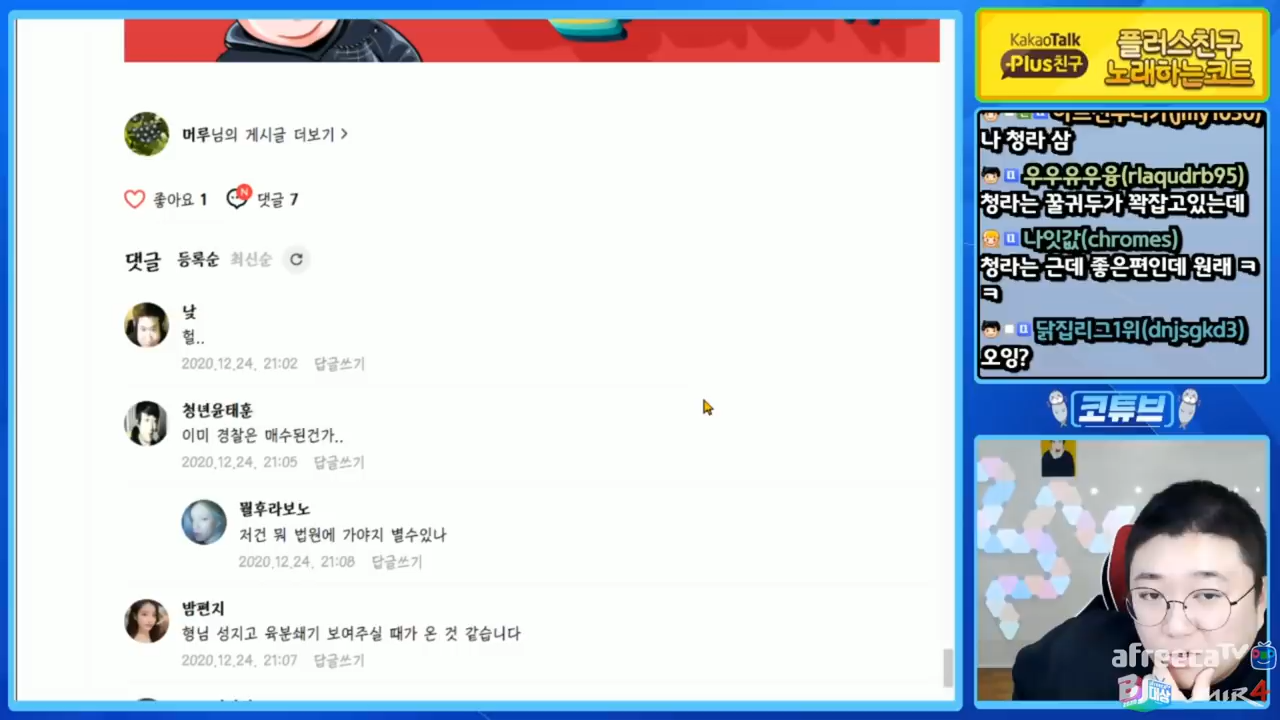 머루님의 게시글 더보기 >
좋아요 1 N 댓글 7
댓글 등록순 최신순
낯
헐..
2020.12.24. 21:02 답글쓰기
청년윤태훈
이미 경찰은 매수된건가..
2020.12.24. 21:05 답글쓰기
뭘후라보노
저건 뭐 법원에 가야지 별수있나
2020.12.24. 21:08 답글쓰기
밤편지
형님 성지고 육분쇄기 보여주실 때가 온 것 같습니다
2020.12.24. 21:07 답글쓰기
KakaoTalk
Plus친구
플러스친구
노래하는코트
나 청라 삼
우우유우융(rlaqudrb95)
청라는 꿀귀두가 꽉잡고있는데
나잇값(chromes)
청라는 근데 좋은편인데 원래 ㅋ
ㅋ
닭집리그1위(dnjsgkd3)
오잉?
코튜브
afreecaTV
BJ대상